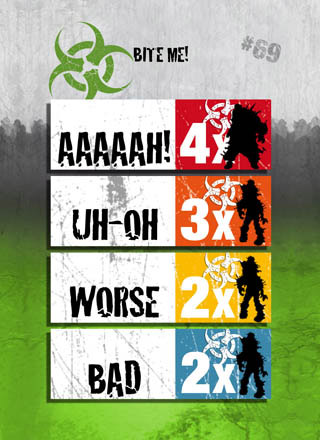 BITE ME!
#69
AAAAAH!
4x
UH-OH
3x
WORSE
2x
BAD
2x